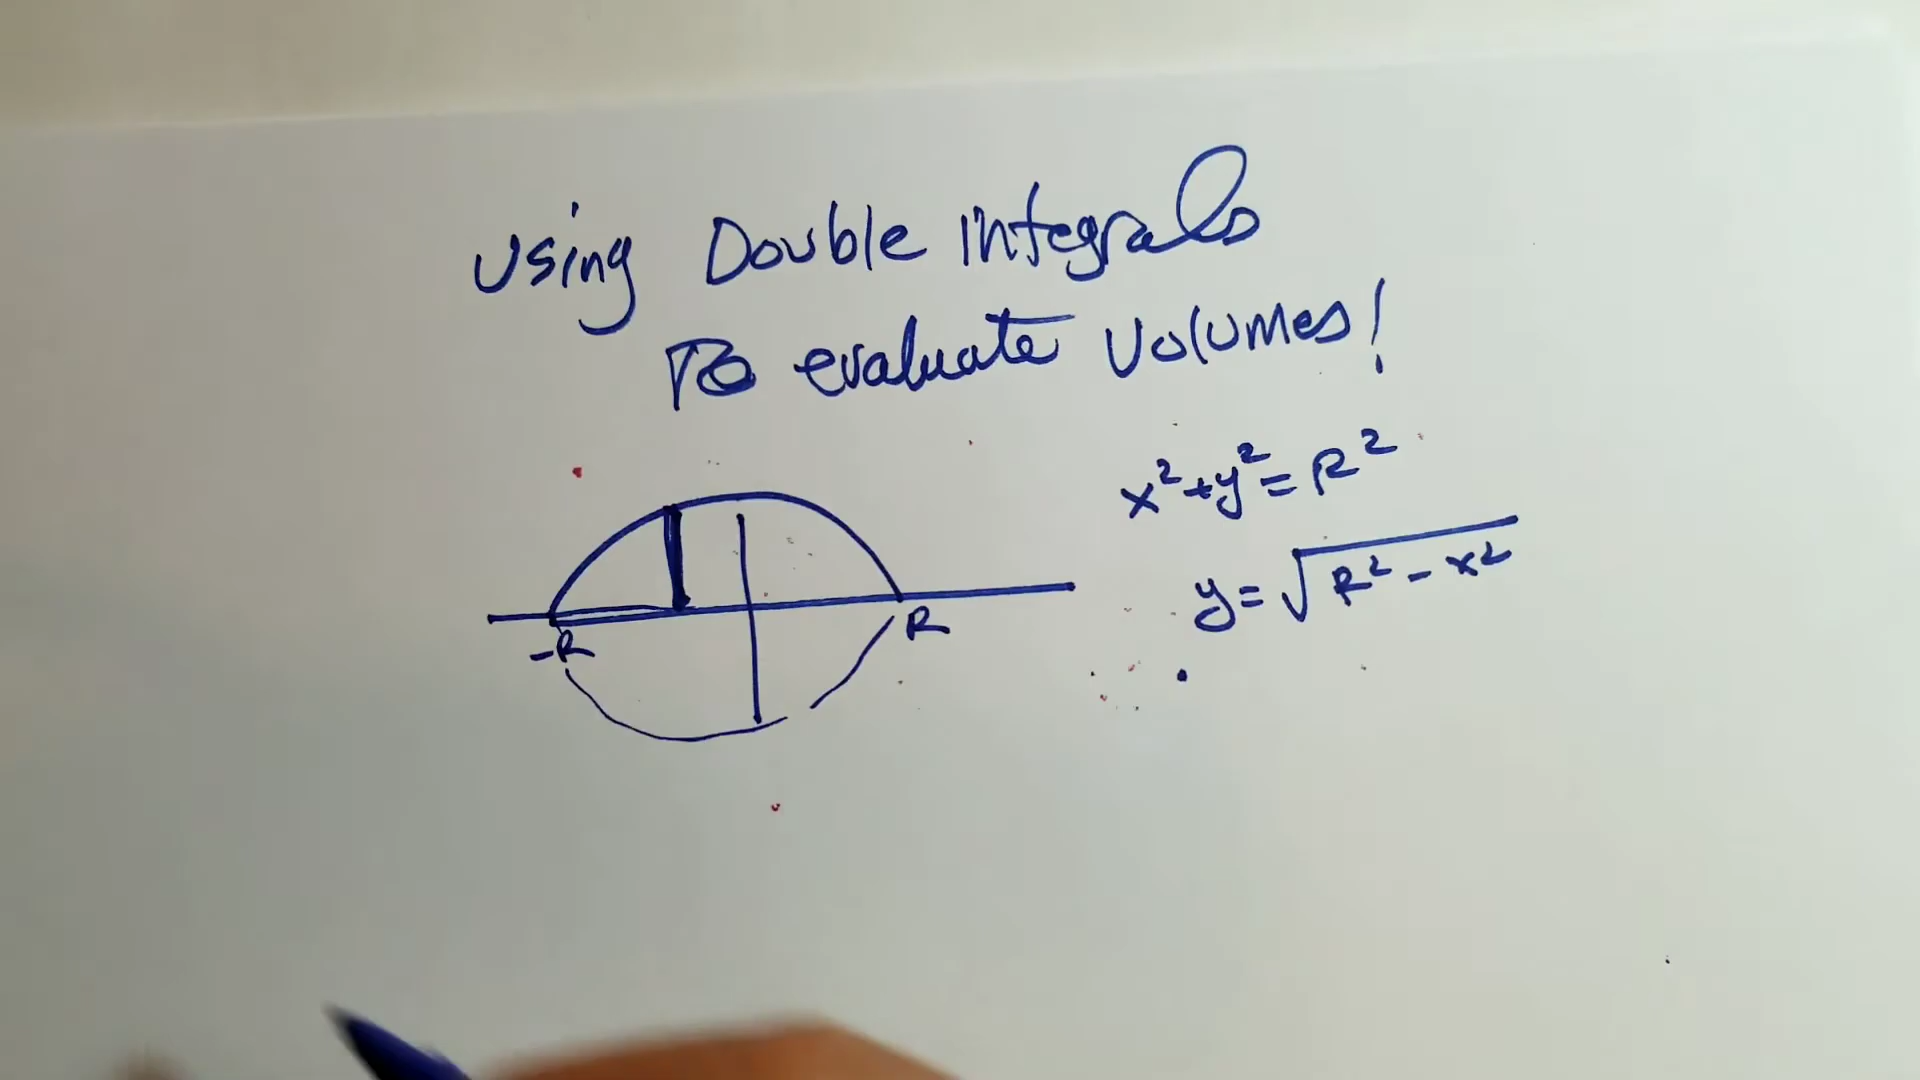 Using Double integrals
To evaluate volumes!
x²+y²=R²
y=√R²-x²
-R
R